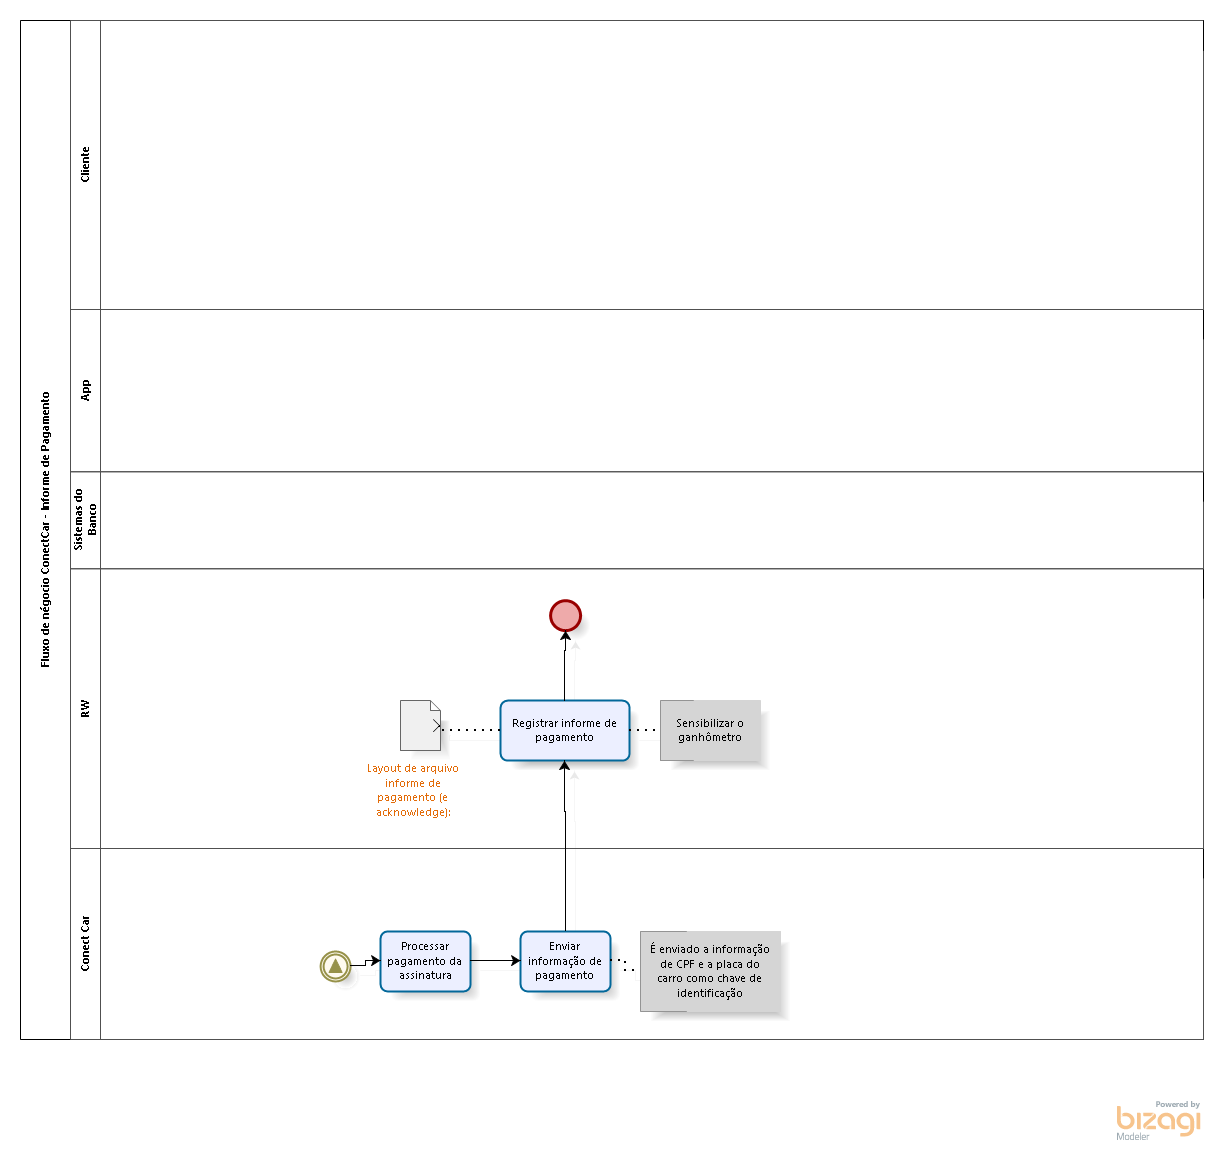 Fluxo de négocio ConectCar - Informe de Pagamento
Cliente
App
Sistemas do
Banco
RW
Registrar informe de
pagamento
Sensibilizar o
ganhômetro
Layout de arquivo
informe de
pagamento (e
acknowledge):
Conect Car
Processar
pagamento da
assinatura
Enviar
informação de
pagamento
É enviado a informação
de CPF e a placa do
carro como chave de
identificação
Powered by
bizagi
Modeler